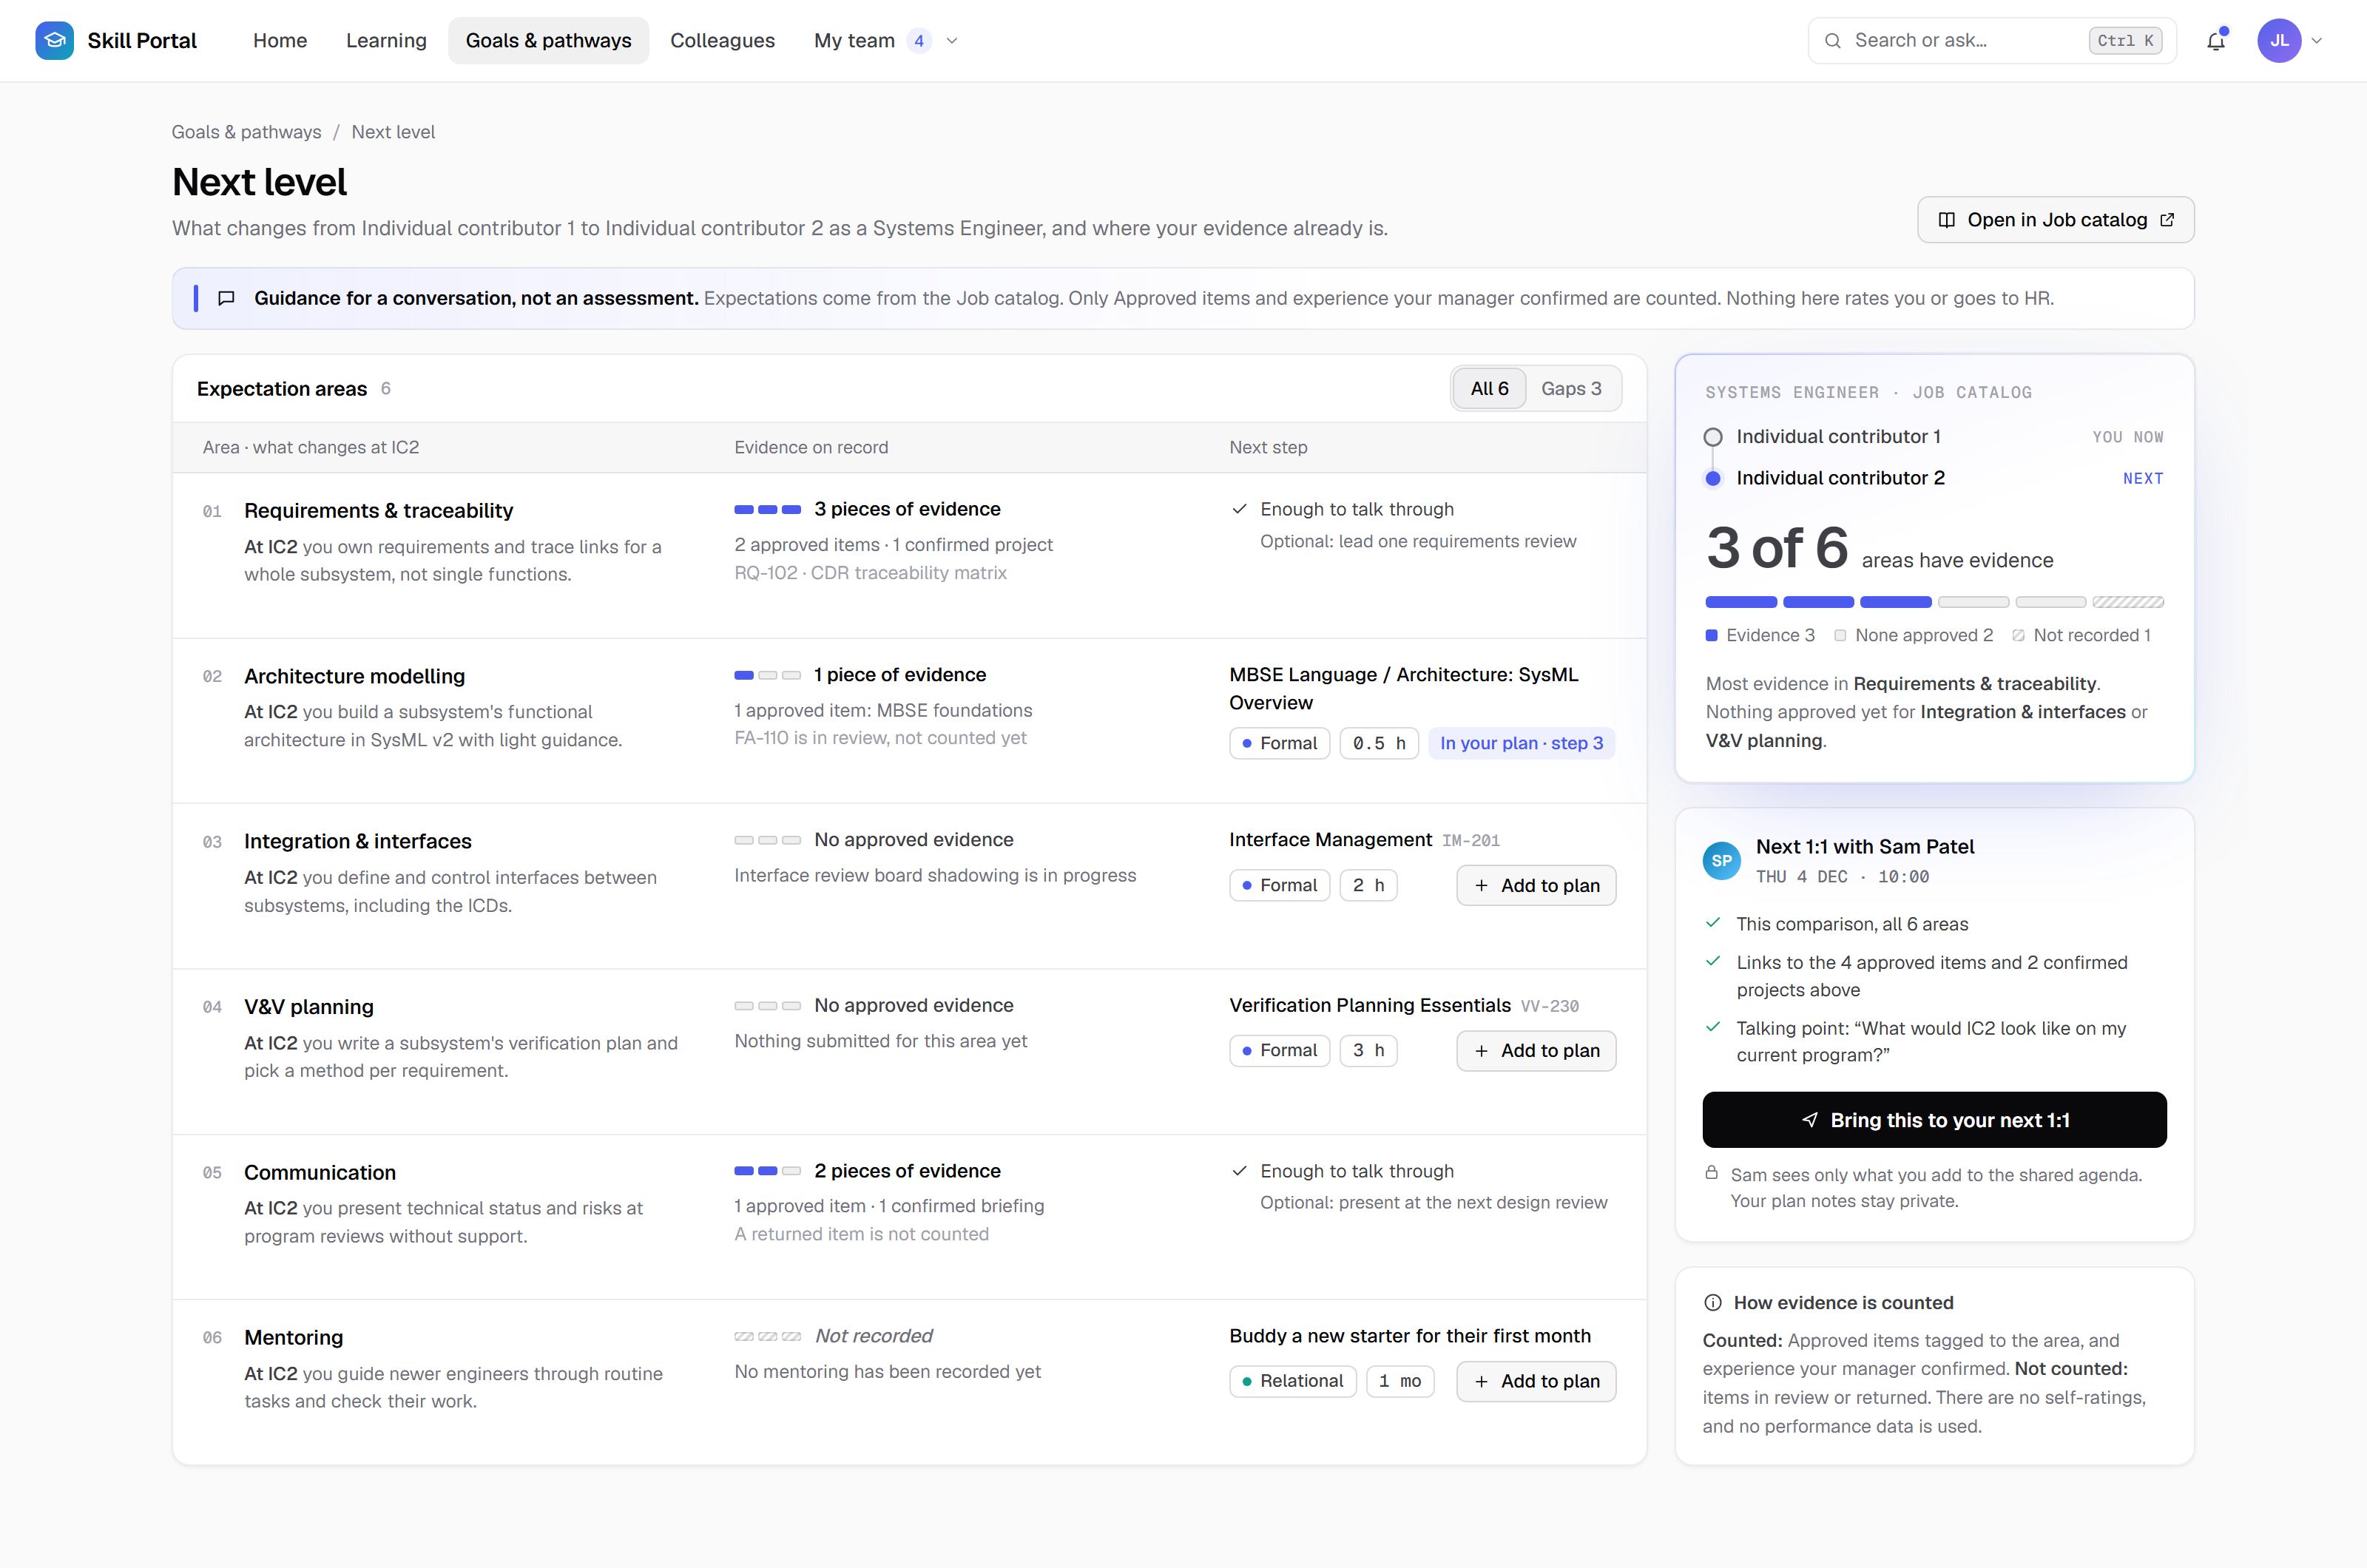 Skill Portal
Home
Learning
Goals & pathways
Colleagues
My team 4
Search or ask...
Ctrl K
JL
Goals & pathways / Next level
Next level
What changes from Individual contributor 1 to Individual contributor 2 as a Systems Engineer, and where your evidence already is.
Open in Job catalog
Guidance for a conversation, not an assessment. Expectations come from the Job catalog. Only Approved items and experience your manager confirmed are counted. Nothing here rates you or goes to HR.
Expectation areas 6
All 6
Gaps 3
Area · what changes at IC2
Evidence on record
Next step
01
Requirements & traceability
At IC2 you own requirements and trace links for a
whole subsystem, not single functions.
3 pieces of evidence
2 approved items · 1 confirmed project
RQ-102 · CDR traceability matrix
Enough to talk through
Optional: lead one requirements review
02
Architecture modelling
At IC2 you build a subsystem's functional
architecture in SysML v2 with light guidance.
1 piece of evidence
1 approved item: MBSE foundations
FA-110 is in review, not counted yet
MBSE Language / Architecture: SysML
Overview
Formal
0.5 h
In your plan · step 3
03
Integration & interfaces
At IC2 you define and control interfaces between
subsystems, including the ICDs.
No approved evidence
Interface review board shadowing is in progress
Interface Management IM-201
Formal
2 h
Add to plan
04
V&V planning
At IC2 you write a subsystem's verification plan and
pick a method per requirement.
No approved evidence
Nothing submitted for this area yet
Verification Planning Essentials VV-230
Formal
3 h
Add to plan
05
Communication
At IC2 you present technical status and risks at
program reviews without support.
2 pieces of evidence
1 approved item · 1 confirmed briefing
A returned item is not counted
Enough to talk through
Optional: present at the next design review
06
Mentoring
At IC2 you guide newer engineers through routine
tasks and check their work.
Not recorded
No mentoring has been recorded yet
Buddy a new starter for their first month
Relational
1 mo
Add to plan
SYSTEMS ENGINEER · JOB CATALOG
Individual contributor 1
YOU NOW
Individual contributor 2
NEXT
3 of 6 areas have evidence
Evidence 3
None approved 2
Not recorded 1
Most evidence in Requirements & traceability.
Nothing approved yet for Integration & interfaces or
V&V planning.
SP
Next 1:1 with Sam Patel
THU 4 DEC · 10:00
This comparison, all 6 areas
Links to the 4 approved items and 2 confirmed
projects above
Talking point: “What would IC2 look like on my
current program?”
Bring this to your next 1:1
Sam sees only what you add to the shared agenda.
Your plan notes stay private.
How evidence is counted
Counted: Approved items tagged to the area, and
experience your manager confirmed. Not counted:
items in review or returned. There are no self-ratings,
and no performance data is used.